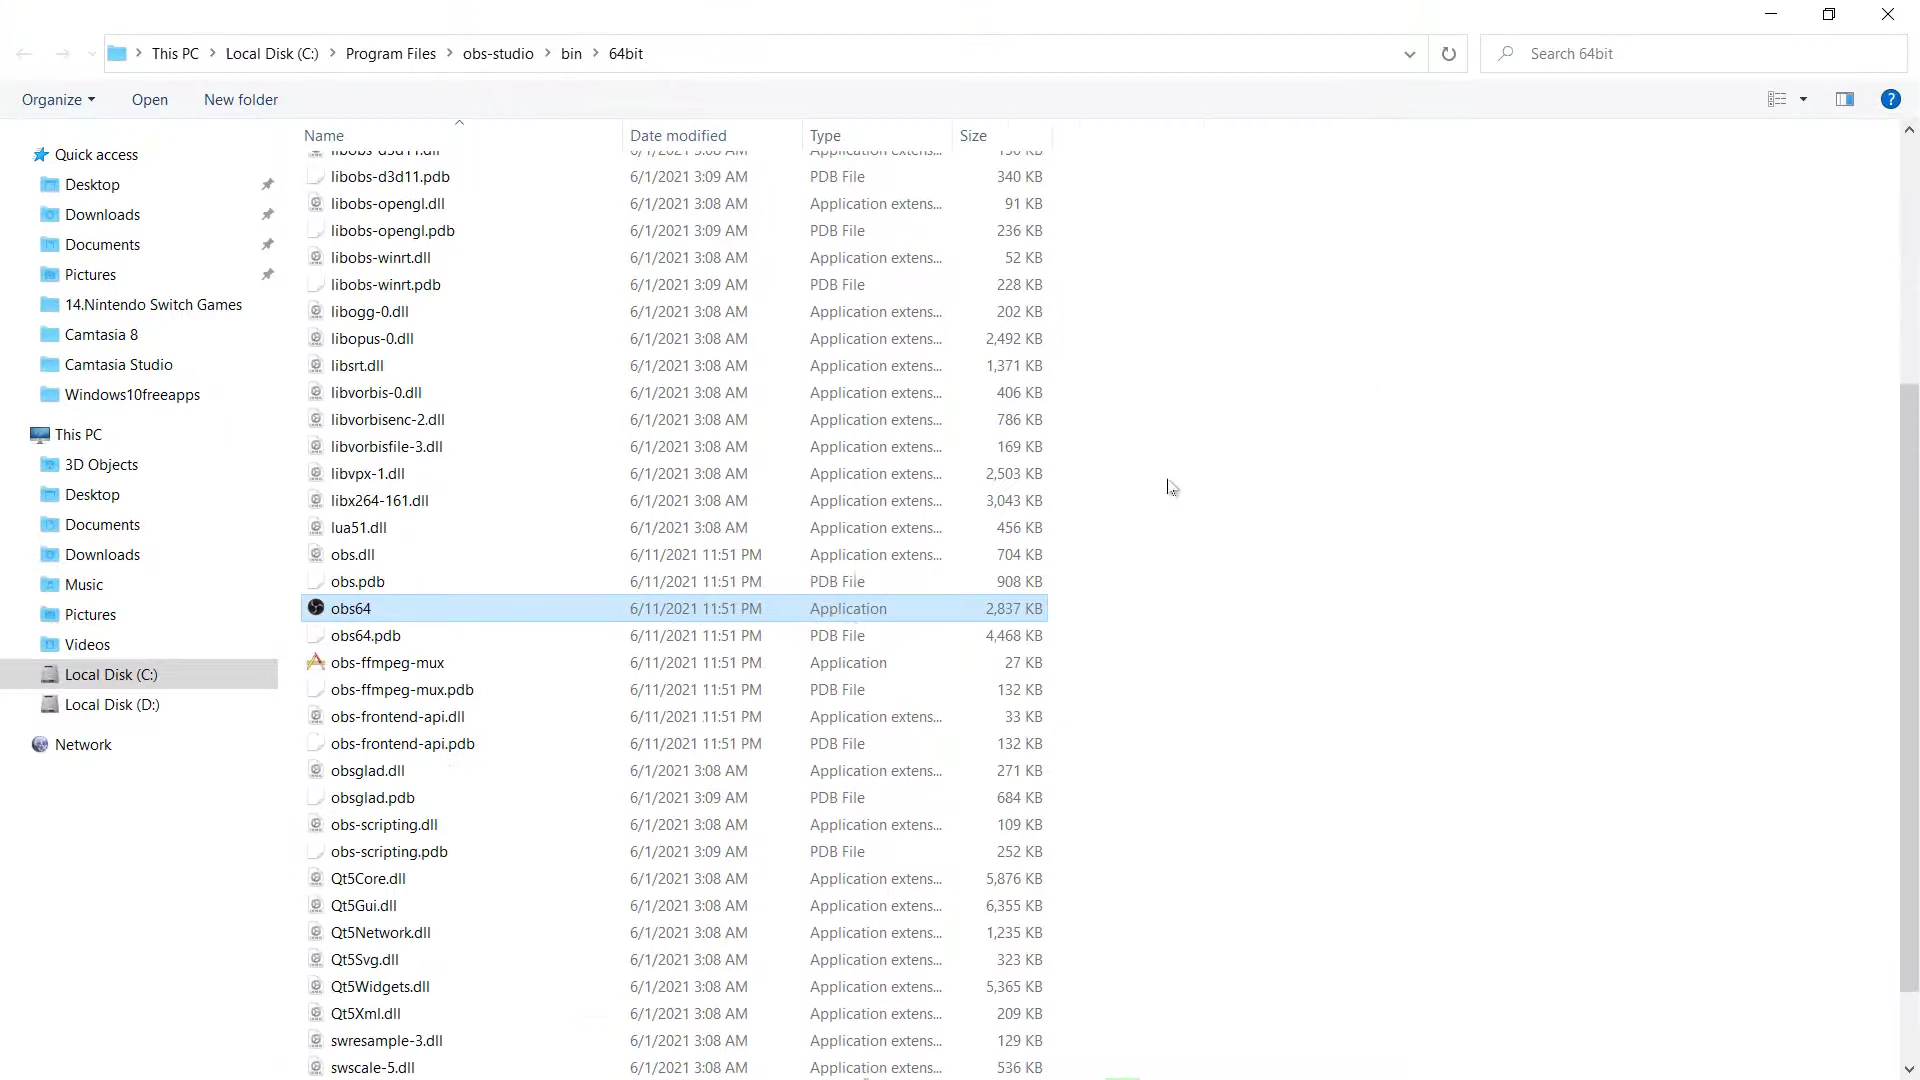 This PC > Local Disk (C:) > Program Files > obs-studio > bin > 64bit
Search 64bit
Organize Open New folder
Name Date modified Type Size
Quick access
Desktop
Downloads
Documents
Pictures
14.Nintendo Switch Games
Camtasia 8
Camtasia Studio
Windows10freeapps
This PC
3D Objects
Desktop
Documents
Downloads
Music
Pictures
Videos
Local Disk (C:)
Local Disk (D:)
Network
libobs-d3d11.pdb 6/1/2021 3:09 AM PDB File 340 KB
libobs-opengl.dll 6/1/2021 3:08 AM Application extens... 91 KB
libobs-opengl.pdb 6/1/2021 3:09 AM PDB File 236 KB
libobs-winrt.dll 6/1/2021 3:08 AM Application extens... 52 KB
libobs-winrt.pdb 6/1/2021 3:09 AM PDB File 228 KB
libogg-0.dll 6/1/2021 3:08 AM Application extens... 202 KB
libopus-0.dll 6/1/2021 3:08 AM Application extens... 2,492 KB
libsrt.dll 6/1/2021 3:08 AM Application extens... 1,371 KB
libvorbis-0.dll 6/1/2021 3:08 AM Application extens... 406 KB
libvorbisenc-2.dll 6/1/2021 3:08 AM Application extens... 786 KB
libvorbisfile-3.dll 6/1/2021 3:08 AM Application extens... 169 KB
libvpx-1.dll 6/1/2021 3:08 AM Application extens... 2,503 KB
libx264-161.dll 6/1/2021 3:08 AM Application extens... 3,043 KB
lua51.dll 6/1/2021 3:08 AM Application extens... 456 KB
obs.dll 6/11/2021 11:51 PM Application extens... 704 KB
obs.pdb 6/11/2021 11:51 PM PDB File 908 KB
obs64 6/11/2021 11:51 PM Application 2,837 KB
obs64.pdb 6/11/2021 11:51 PM PDB File 4,468 KB
obs-ffmpeg-mux 6/11/2021 11:51 PM Application 27 KB
obs-ffmpeg-mux.pdb 6/11/2021 11:51 PM PDB File 132 KB
obs-frontend-api.dll 6/11/2021 11:51 PM Application extens... 33 KB
obs-frontend-api.pdb 6/11/2021 11:51 PM PDB File 132 KB
obsglad.dll 6/1/2021 3:08 AM Application extens... 271 KB
obsglad.pdb 6/1/2021 3:09 AM PDB File 684 KB
obs-scripting.dll 6/1/2021 3:08 AM Application extens... 109 KB
obs-scripting.pdb 6/1/2021 3:09 AM PDB File 252 KB
Qt5Core.dll 6/1/2021 3:08 AM Application extens... 5,876 KB
Qt5Gui.dll 6/1/2021 3:08 AM Application extens... 6,355 KB
Qt5Network.dll 6/1/2021 3:08 AM Application extens... 1,235 KB
Qt5Svg.dll 6/1/2021 3:08 AM Application extens... 323 KB
Qt5Widgets.dll 6/1/2021 3:08 AM Application extens... 5,365 KB
Qt5Xml.dll 6/1/2021 3:08 AM Application extens... 209 KB
swresample-3.dll 6/1/2021 3:08 AM Application extens... 129 KB
swscale-5.dll 6/1/2021 3:08 AM Application extens... 536 KB